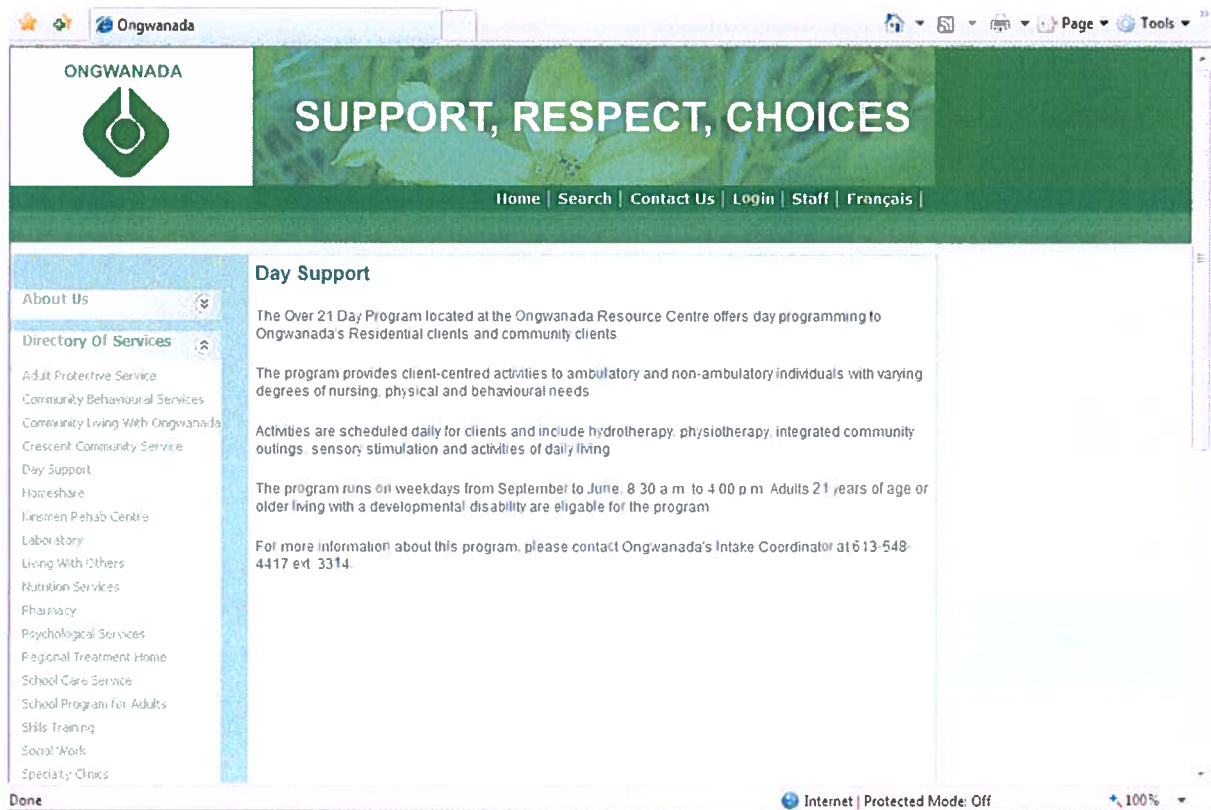 Ongwanada
Page
Tools
ONGWANADA
SUPPORT, RESPECT, CHOICES
Home | Search | Contact Us | Login | Staff | Français |
About Us
Directory Of Services
Adult Protective Service
Community Behavioural Services
Community Living With Ongwanada
Crescent Community Service
Day Support
Homeshare
Kinsmen Rehab Centre
Laboratory
Living With Others
Nutrition Services
Pharmacy
Psychological Services
Regional Treatment Home
School Care Service
School Program for Adults
Skills Training
Social Work
Specialty Clinics
Day Support
The Over 21 Day Program located at the Ongwanada Resource Centre offers day programming to
Ongwanada's Residential clients and community clients
The program provides client-centred activities to ambulatory and non-ambulatory individuals with varying
degrees of nursing, physical and behavioural needs
Activities are scheduled daily for clients and include hydrotherapy, physiotherapy, integrated community
outings, sensory stimulation and activities of daily living
The program runs on weekdays from September to June, 8 30 a.m. to 4 00 p.m. Adults 21 years of age or
older living with a developmental disability are eligable for the program
For more information about this program, please contact Ongwanada's Intake Coordinator at 613-548-
4417 ext. 3314.
Done
Internet | Protected Mode: Off
100%